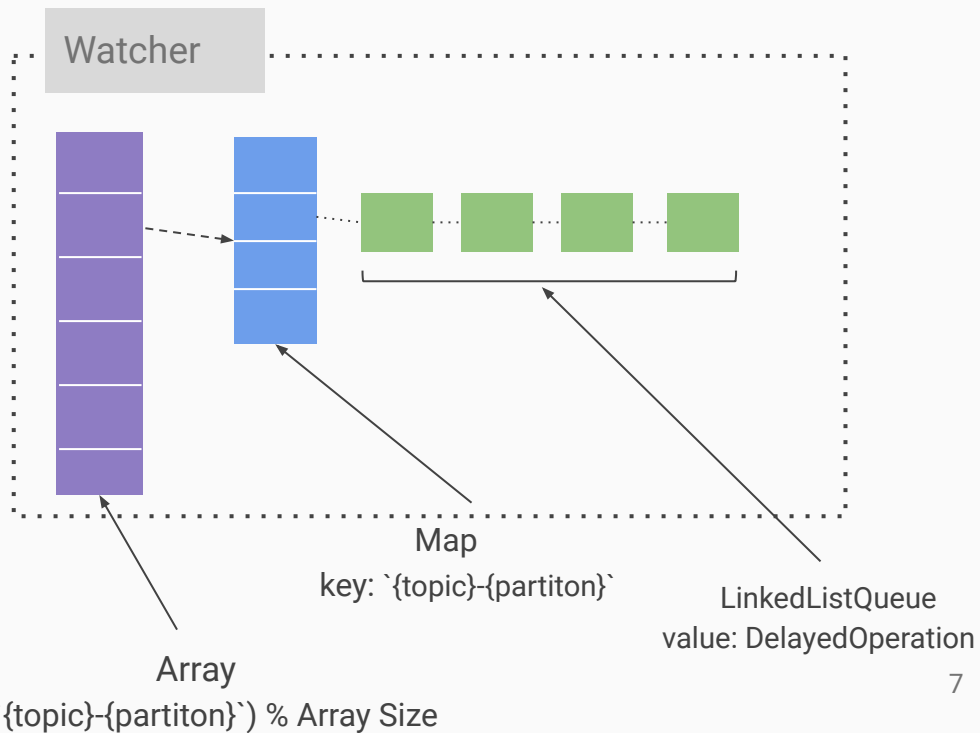 Watcher
Map
key: `{topic}-{partiton}`
LinkedListQueue
value: DelayedOperation
Array
{topic}-{partiton}`) % Array Size
7